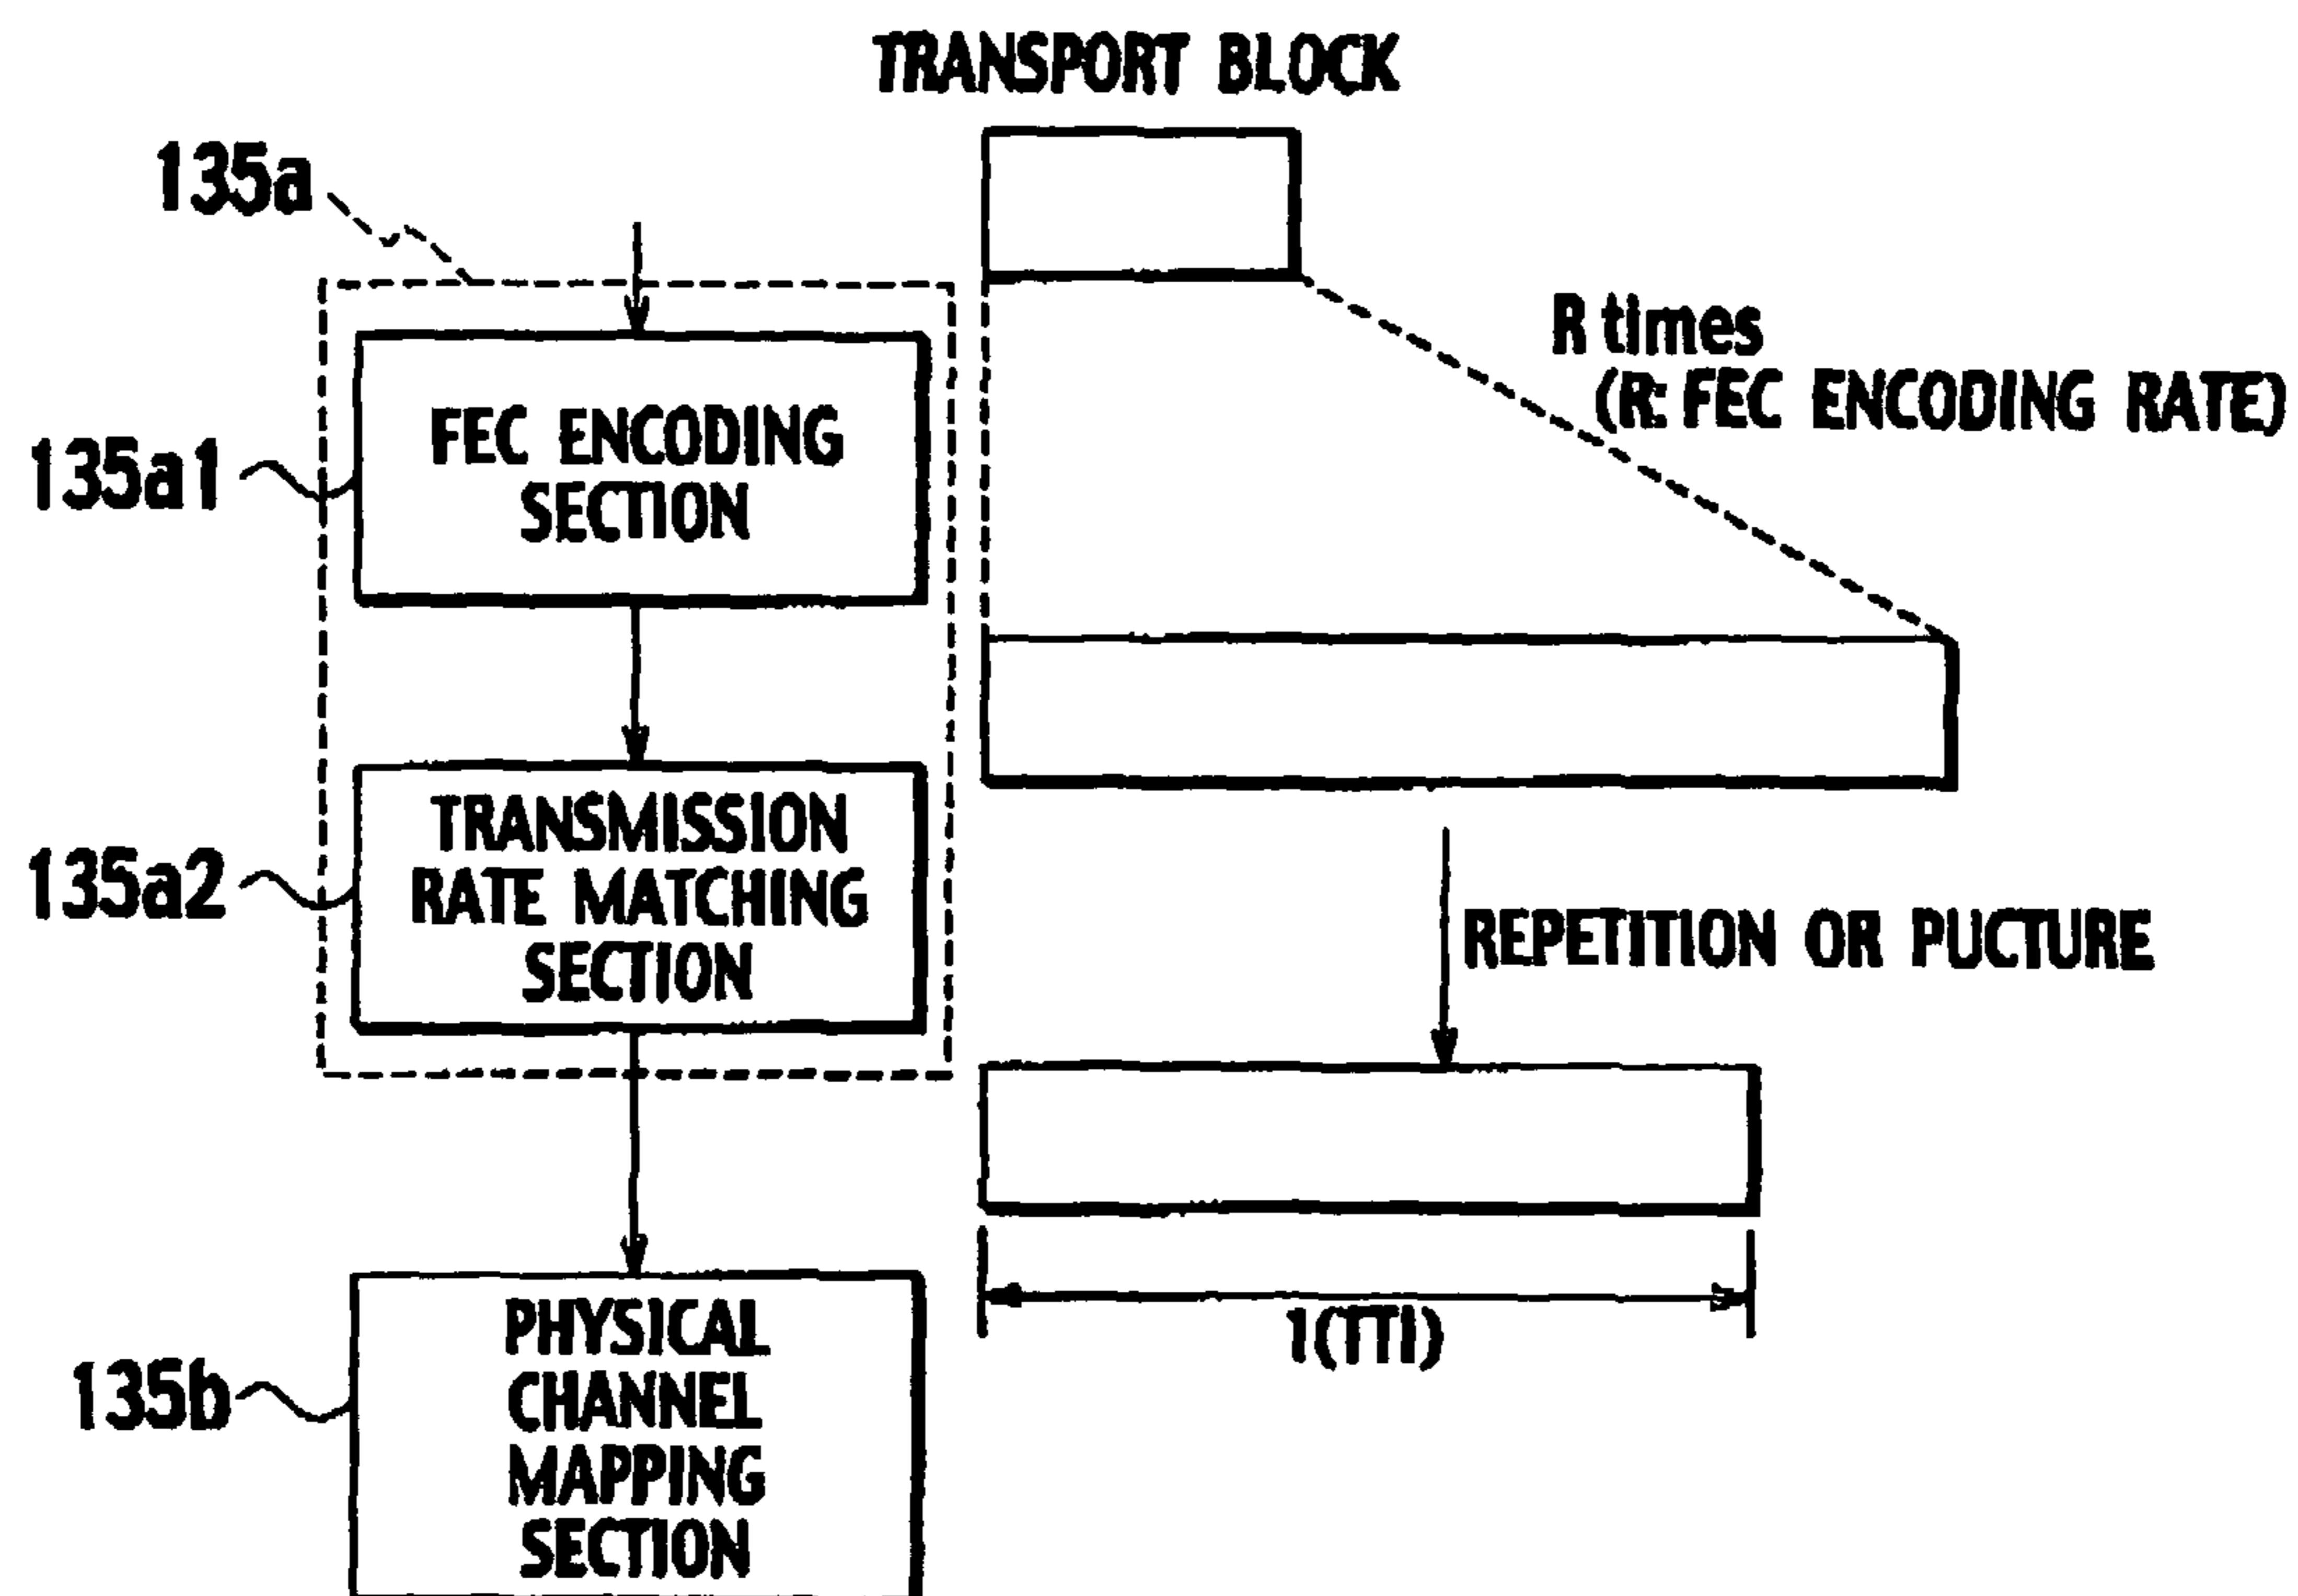 TRANSPORT BLOCK
135a
R times
(R: FEC ENCODING RATE)
135a1
FEC ENCODING
SECTION
135a2
TRANSMISSION
RATE MATCHING
SECTION
REPETITION OR PUCTURE
1(TTI)
135b
PHYSICAL
CHANNEL
MAPPING
SECTION